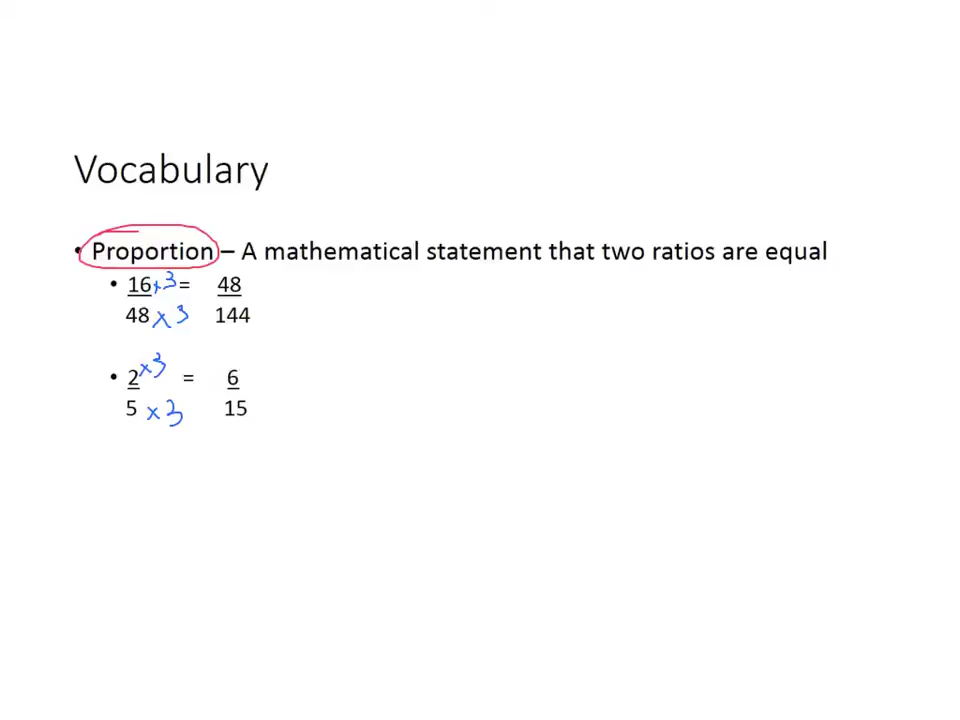 Vocabulary
• Proportion – A mathematical statement that two ratios are equal
• 16 ×3 = 48
48 ×3 144
• 2 ×3 = 6
5 ×3 15